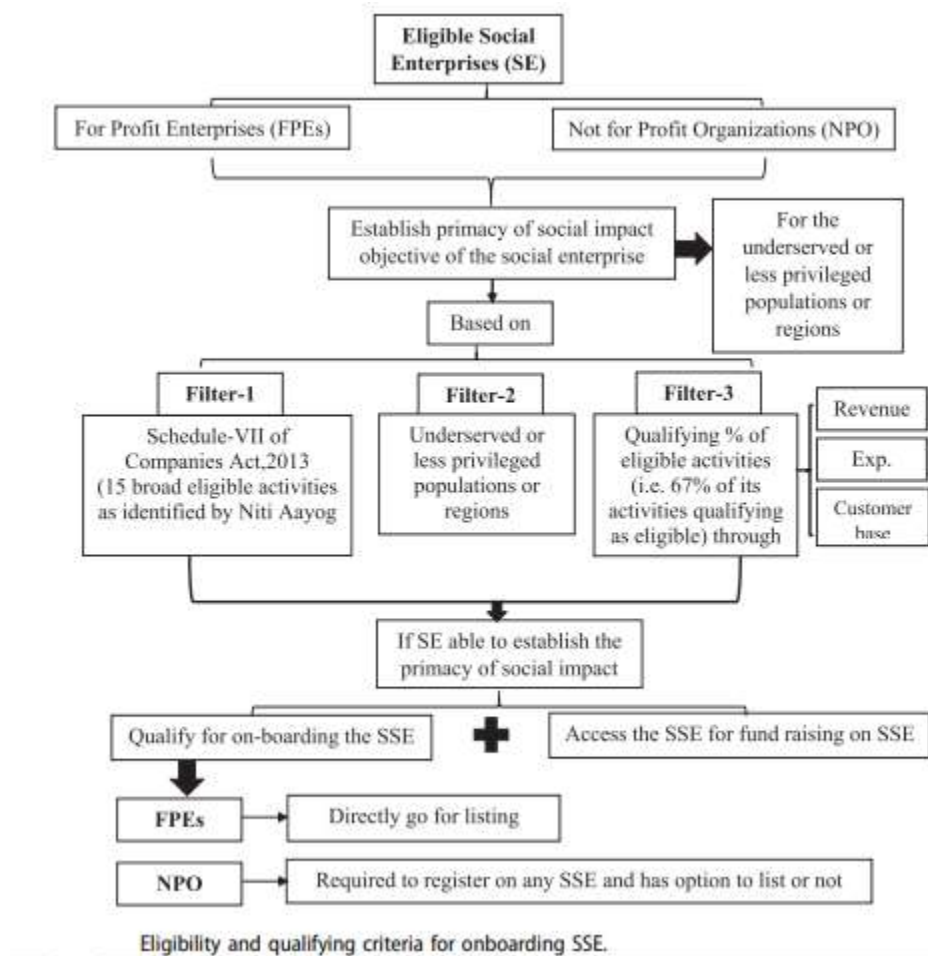 Eligible Social
Enterprises (SE)
For Profit Enterprises (FPEs)
Not for Profit Organizations (NPO)
Establish primacy of social impact
objective of the social enterprise
For the
underserved or
less privileged
populations or
regions
Based on
Filter-1
Schedule-VII of
Companies Act,2013
(15 broad eligible activities
as identified by Niti Aayog
Filter-2
Underserved or
less privileged
populations or
regions
Filter-3
Qualifying % of
eligible activities
(i.e. 67% of its
activities qualifying
as eligible) through
Revenue
Exp.
Customer
base
If SE able to establish the
primacy of social impact
Qualify for on-boarding the SSE
Access the SSE for fund raising on SSE
FPEs
Directly go for listing
NPO
Required to register on any SSE and has option to list or not
Eligibility and qualifying criteria for onboarding SSE.